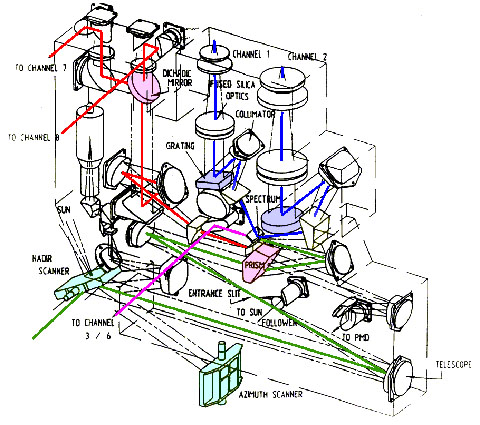 CHANNEL 1
CHANNEL 2
TO CHANNEL 7
DICHROIC
MIRROR
FUSED SILICA
OPTICS
COLLIMATOR
TO CHANNEL 8
GRATING
SPECTRUM
SUN
NADIR
SCANNER
PRISM
ENTRANCE SLIT
TO SUN
FOLLOWER
TO PMD
TO CHANNEL
3 / 6
TELESCOPE
AZIMUTH SCANNER